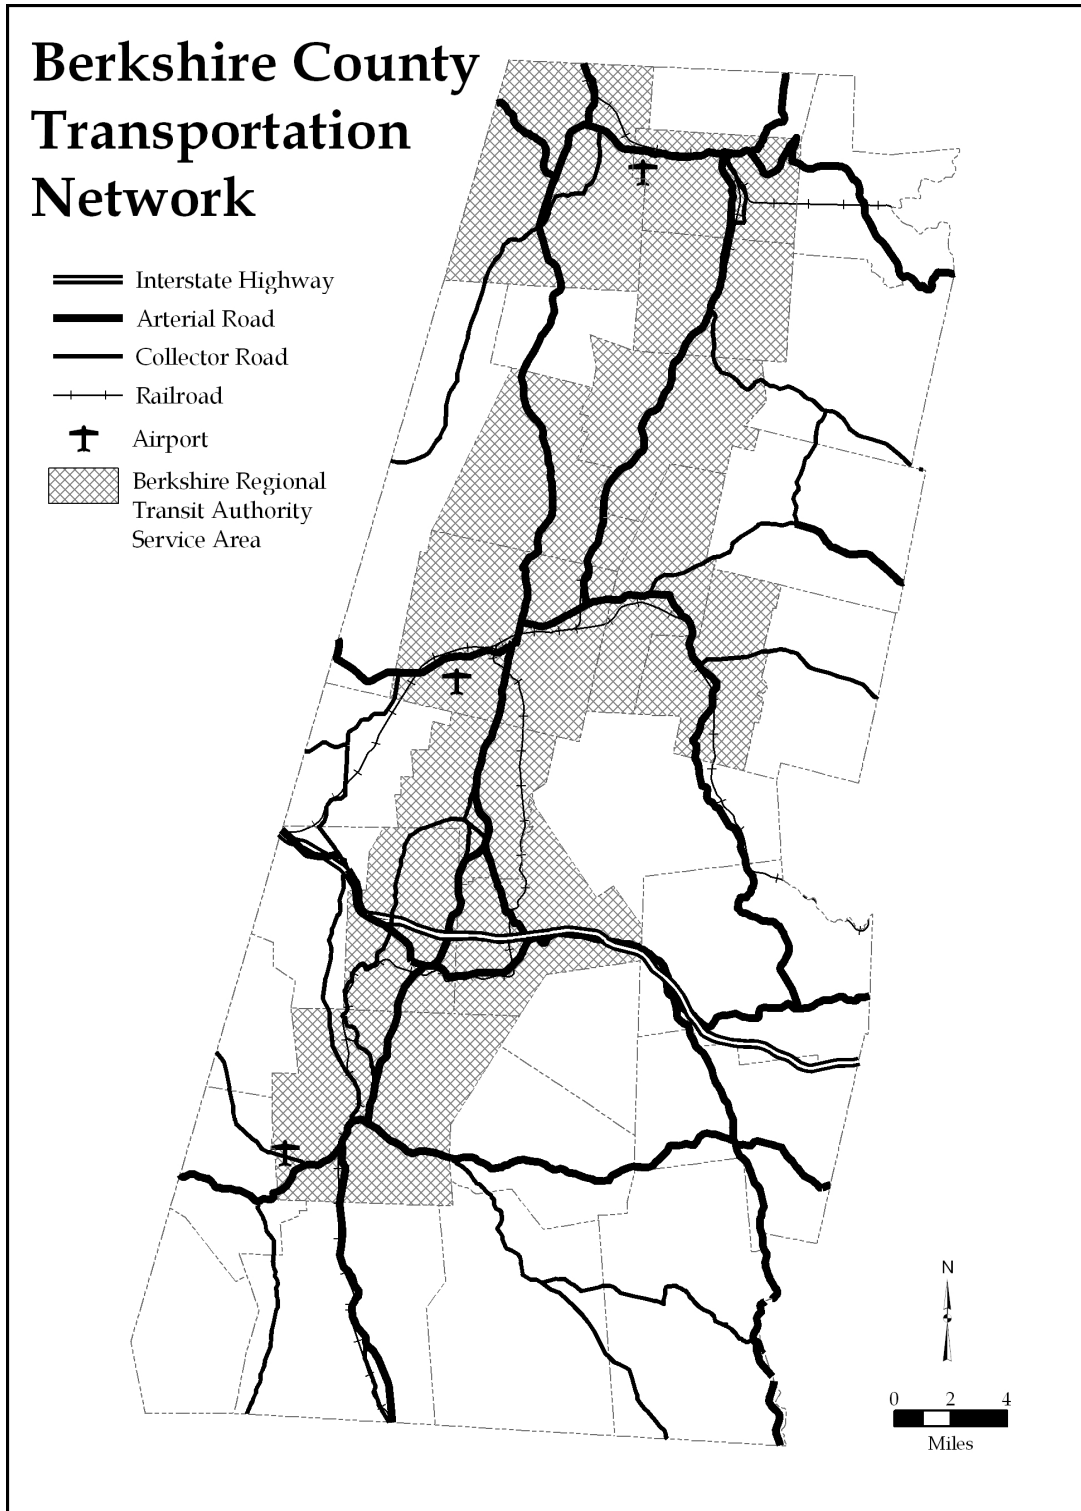 Berkshire County
Transportation
Network
Interstate Highway
Arterial Road
Collector Road
Railroad
Airport
Berkshire Regional
Transit Authority
Service Area
N
0 2 4
Miles